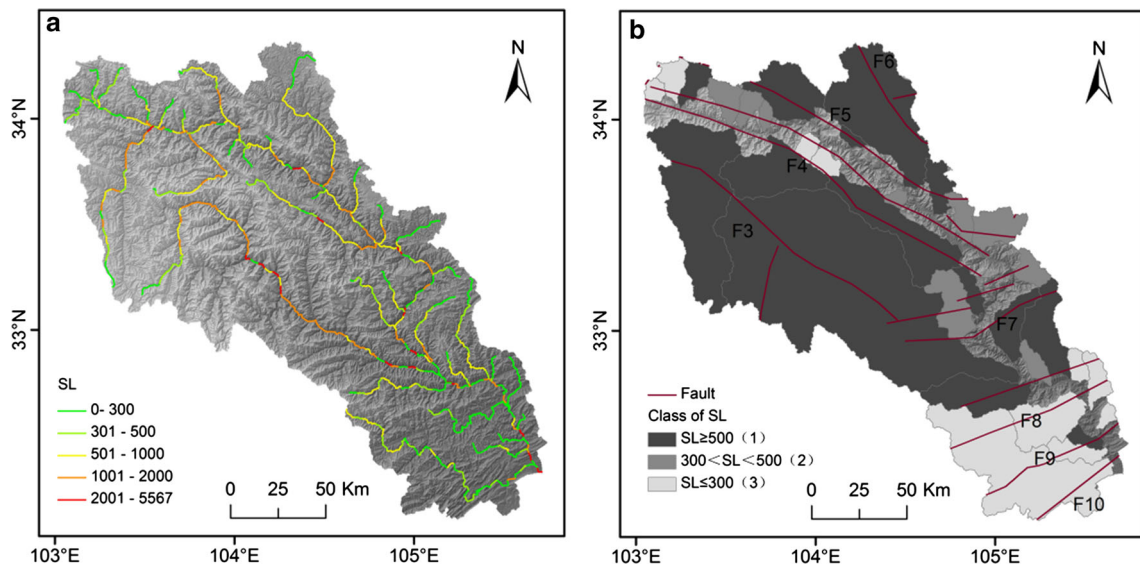 a
N
34°N
33°N
SL
0- 300
301 - 500
501 - 1000
1001 - 2000
2001 - 5567
0 25 50 Km
103°E 104°E 105°E
b
N
34°N
33°N
F6
F5
F4
F3
F7
F8
F9
F10
Fault
Class of SL
SL≥500（1）
300＜SL＜500（2）
SL≤300（3）
0 25 50 Km
103°E 104°E 105°E